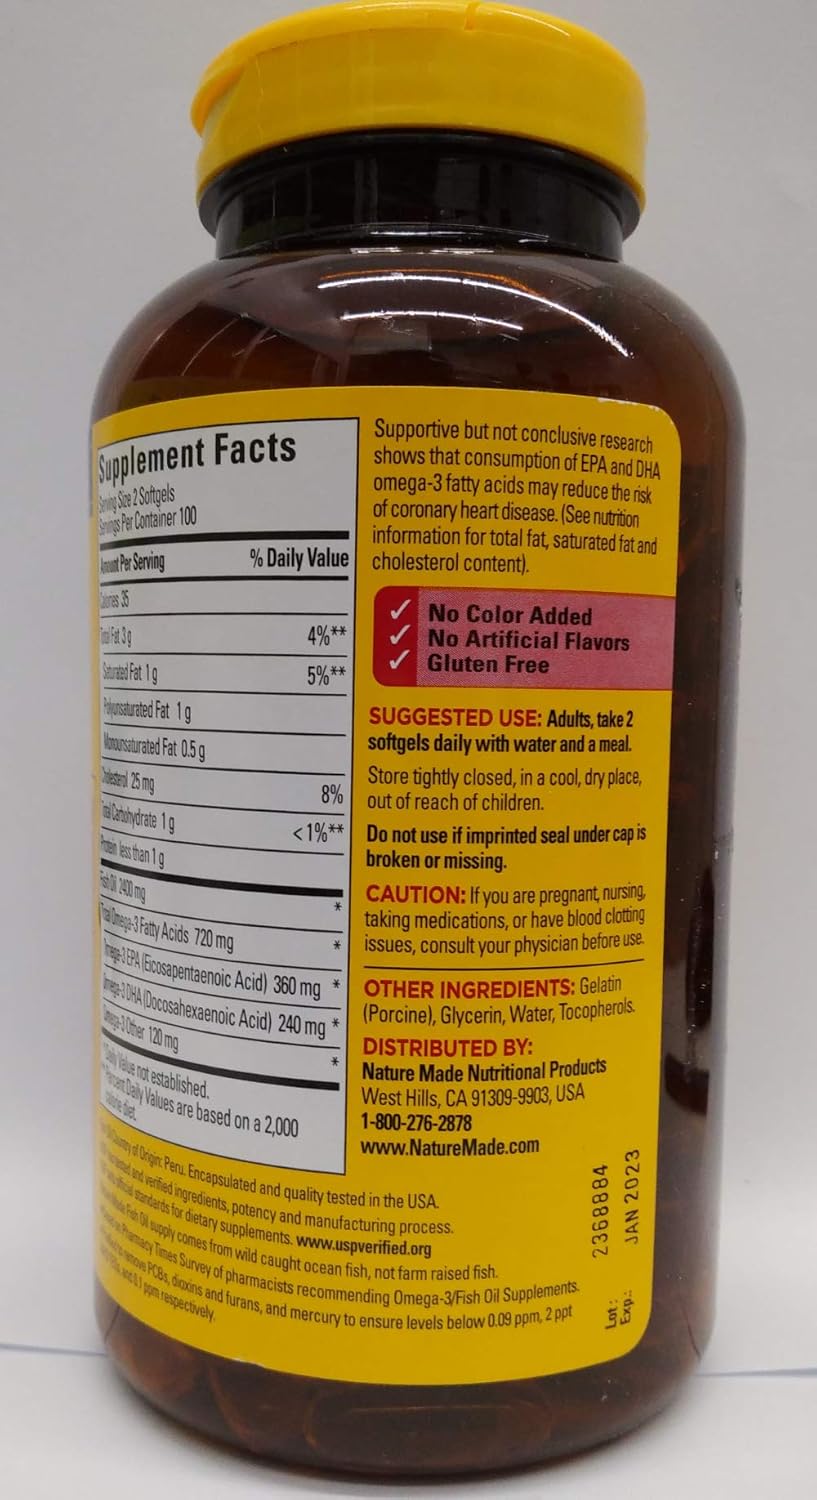 Supplement Facts
Serving Size 2 Softgels
Servings Per Container 100
Amount Per Serving % Daily Value
Calories 35
Total Fat 3 g 4%**
Saturated Fat 1 g 5%**
Polyunsaturated Fat 1 g
Monounsaturated Fat 0.5 g
Cholesterol 25 mg 8%
Total Carbohydrate 1 g <1%**
Protein less than 1 g
Fish Oil 2400 mg *
Total Omega-3 Fatty Acids 720 mg *
Omega-3 EPA (Eicosapentaenoic Acid) 360 mg *
Omega-3 DHA (Docosahexaenoic Acid) 240 mg *
Omega-3 Other 120 mg *
*Daily Value not established.
**Percent Daily Values are based on a 2,000
calorie diet.
Supportive but not conclusive research
shows that consumption of EPA and DHA
omega-3 fatty acids may reduce the risk
of coronary heart disease. (See nutrition
information for total fat, saturated fat and
cholesterol content).
✓ No Color Added
✓ No Artificial Flavors
✓ Gluten Free
SUGGESTED USE: Adults, take 2
softgels daily with water and a meal.
Store tightly closed, in a cool, dry place,
out of reach of children.
Do not use if imprinted seal under cap is
broken or missing.
CAUTION: If you are pregnant, nursing,
taking medications, or have blood clotting
issues, consult your physician before use.
OTHER INGREDIENTS: Gelatin
(Porcine), Glycerin, Water, Tocopherols.
DISTRIBUTED BY:
Nature Made Nutritional Products
West Hills, CA 91309-9903, USA
1-800-276-2878
www.NatureMade.com
Country of Origin: Peru. Encapsulated and quality tested in the USA.
and verified ingredients, potency and manufacturing process.
official standards for dietary supplements. www.uspverified.org
Made Fish Oil supply comes from wild caught ocean fish, not farm raised fish.
Pharmacy Times Survey of pharmacists recommending Omega-3/Fish Oil Supplements.
to remove PCBs, dioxins and furans, and mercury to ensure levels below 0.09 ppm, 2 ppt
and 0.1 ppm respectively.
Lot: 2368884
Exp.: JAN 2023